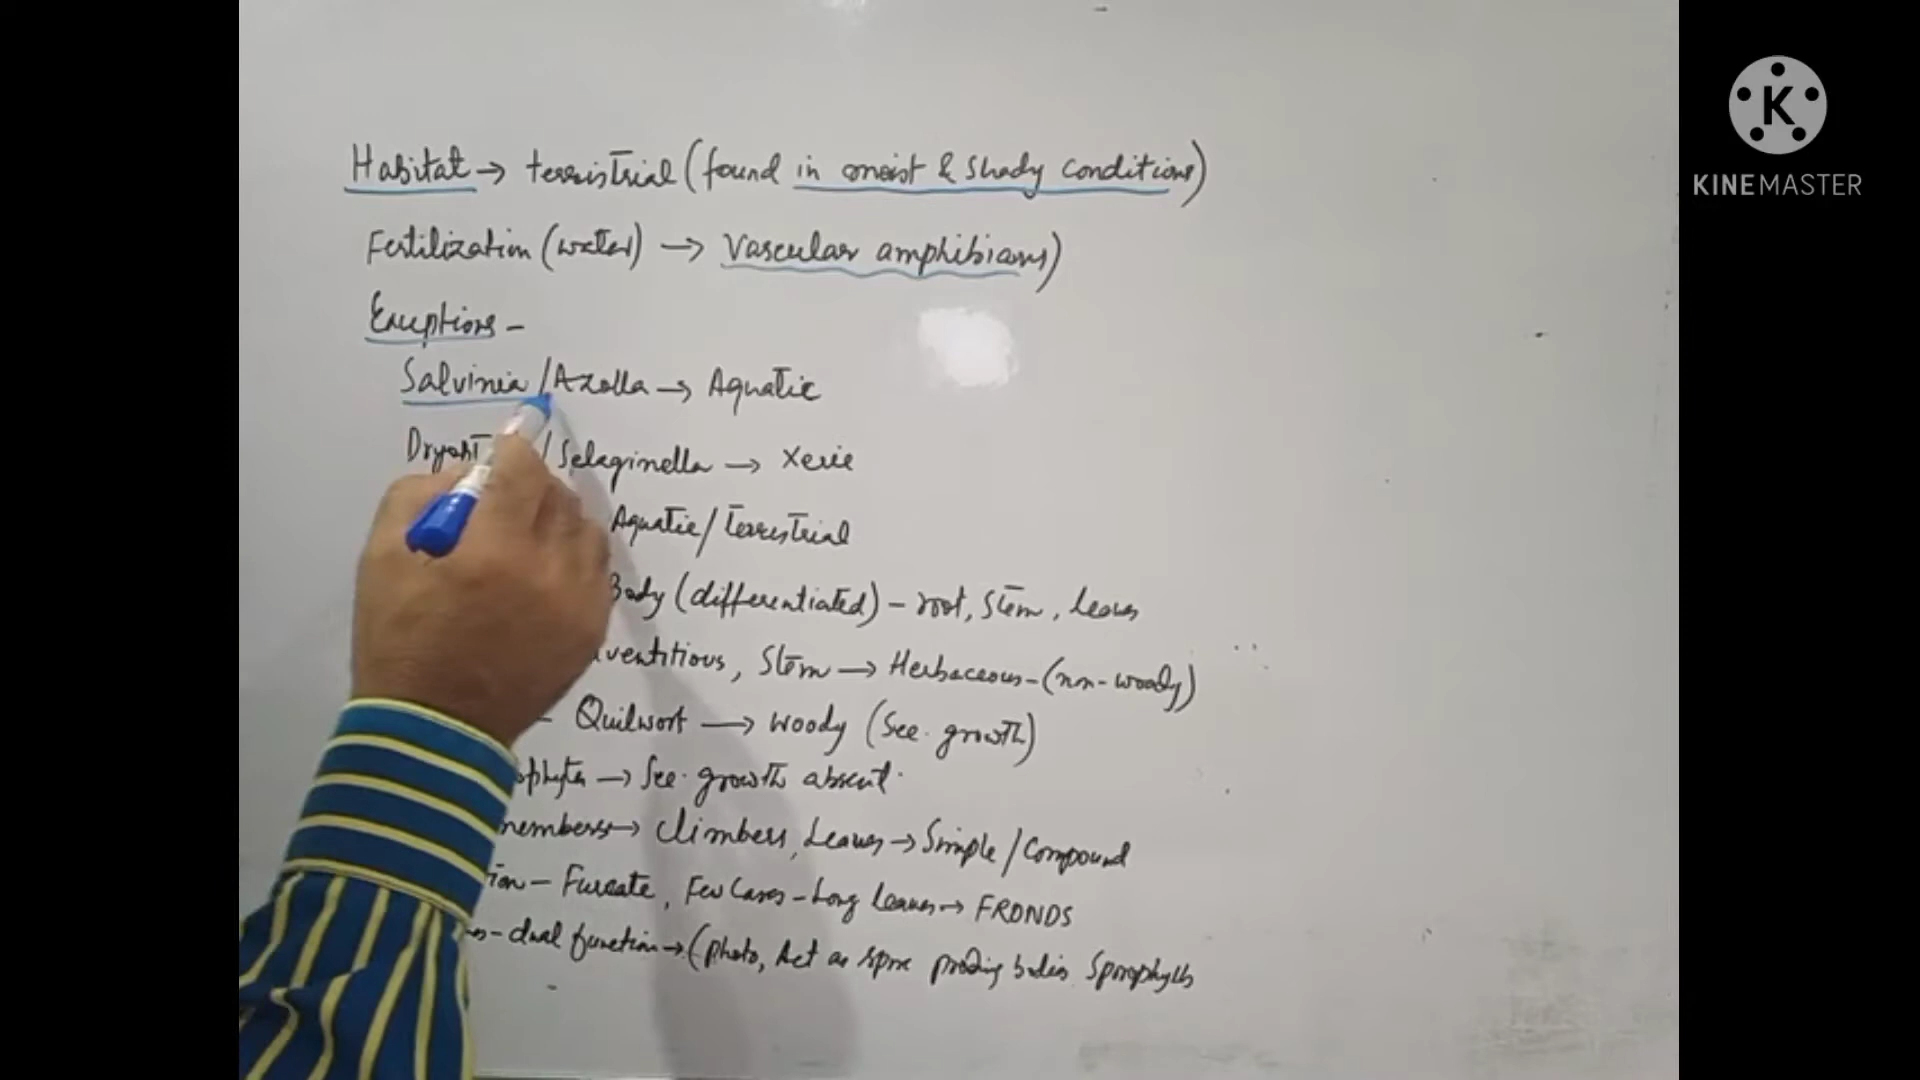 Habitat → terristrial (found in moist & Shady conditions)
Fertilization (water) → Vascular amphibians)
Exceptions -
Salvinia / Azolla → Aquatic
/ Selaginella → Xeric
Aquatic / Terrestrial
Body (differentiated) - root, Stem, Leaves
Stem → Herbaceous - (non-woody)
- Quilwort → woody (Sec. growth)
→ Sec. growth absent
members → Climbers, Leaves → Simple / Compound
- Furcate, Few Cases - Long Leaves → FRONDS
- dual function → (photo, Act as spore producing bodies Sporophylls
K
KINEMASTER